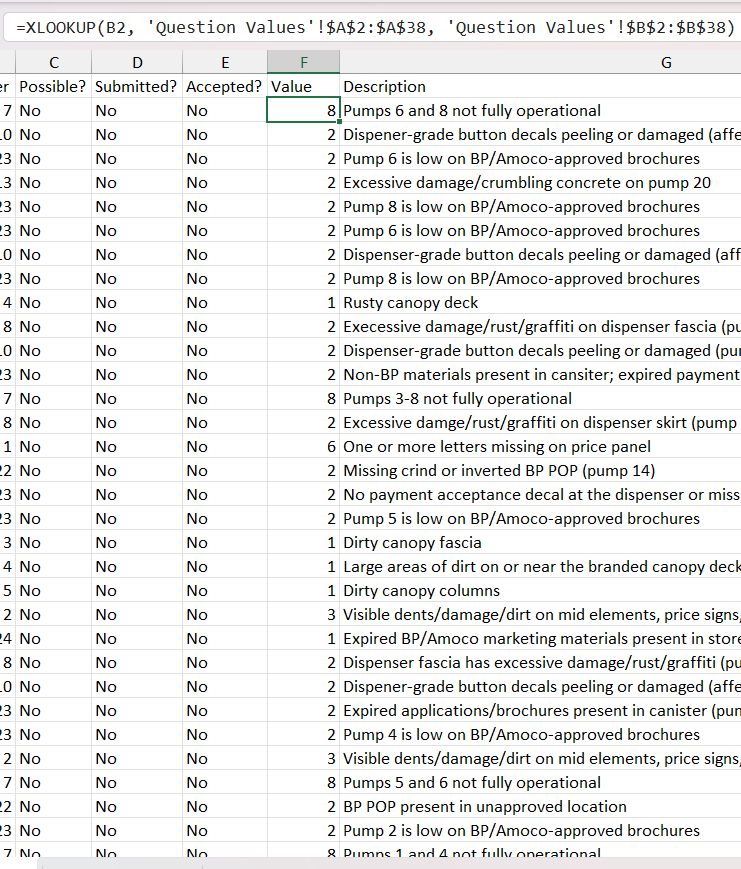 =XLOOKUP(B2, 'Question Values'!$A$2:$A$38, 'Question Values'!$B$2:$B$38)
C D E F G
er Possible? Submitted? Accepted? Value Description
7 No No No 8 Pumps 6 and 8 not fully operational
.0 No No No 2 Dispener-grade button decals peeling or damaged (affe
23 No No No 2 Pump 6 is low on BP/Amoco-approved brochures
.3 No No No 2 Excessive damage/crumbling concrete on pump 20
23 No No No 2 Pump 8 is low on BP/Amoco-approved brochures
23 No No No 2 Pump 6 is low on BP/Amoco-approved brochures
.0 No No No 2 Dispenser-grade button decals peeling or damaged (aff
23 No No No 2 Pump 8 is low on BP/Amoco-approved brochures
4 No No No 1 Rusty canopy deck
8 No No No 2 Execessive damage/rust/graffiti on dispenser fascia (pu
.0 No No No 2 Dispenser-grade button decals peeling or damaged (pu
23 No No No 2 Non-BP materials present in cansiter; expired payment
7 No No No 8 Pumps 3-8 not fully operational
8 No No No 2 Excessive damge/rust/graffiti on dispenser skirt (pump
1 No No No 6 One or more letters missing on price panel
22 No No No 2 Missing crind or inverted BP POP (pump 14)
23 No No No 2 No payment acceptance decal at the dispenser or miss
23 No No No 2 Pump 5 is low on BP/Amoco-approved brochures
3 No No No 1 Dirty canopy fascia
4 No No No 1 Large areas of dirt on or near the branded canopy deck
5 No No No 1 Dirty canopy columns
2 No No No 3 Visible dents/damage/dirt on mid elements, price signs,
24 No No No 1 Expired BP/Amoco marketing materials present in store
8 No No No 2 Dispenser fascia has excessive damage/rust/graffiti (pu
.0 No No No 2 Dispener-grade button decals peeling or damaged (affe
23 No No No 2 Expired applications/brochures present in canister (pun
23 No No No 2 Pump 4 is low on BP/Amoco-approved brochures
2 No No No 3 Visible dents/damage/dirt on mid elements, price signs,
7 No No No 8 Pumps 5 and 6 not fully operational
22 No No No 2 BP POP present in unapproved location
23 No No No 2 Pump 2 is low on BP/Amoco-approved brochures
7 No No No 8 Pumps 1 and 4 not fully operational